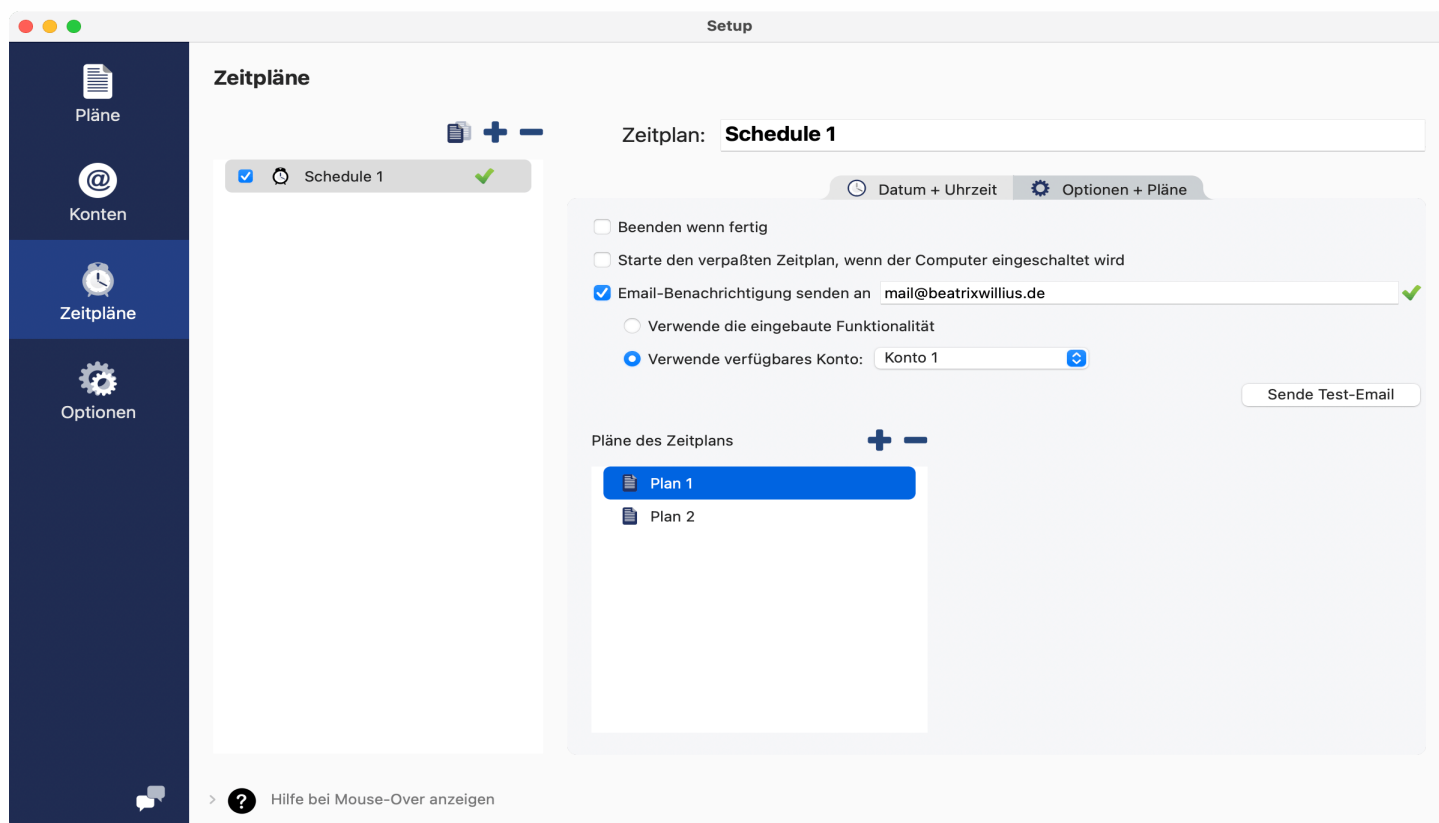 Setup
Pläne
Konten
Zeitpläne
Optionen
Zeitpläne
Schedule 1
Zeitplan: Schedule 1
Datum + Uhrzeit
Optionen + Pläne
Beenden wenn fertig
Starte den verpaßten Zeitplan, wenn der Computer eingeschaltet wird
Email-Benachrichtigung senden an mail@beatrixwillius.de
Verwende die eingebaute Funktionalität
Verwende verfügbares Konto: Konto 1
Sende Test-Email
Pläne des Zeitplans
Plan 1
Plan 2
? Hilfe bei Mouse-Over anzeigen